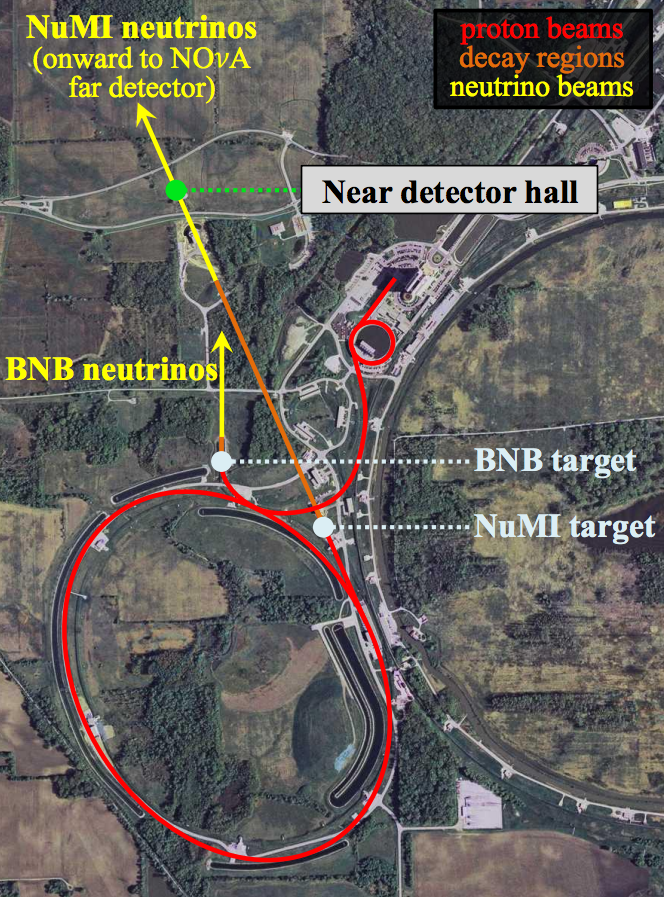 NuMI neutrinos
(onward to NOνA
far detector)
proton beams
decay regions
neutrino beams
Near detector hall
BNB neutrinos
BNB target
NuMI target